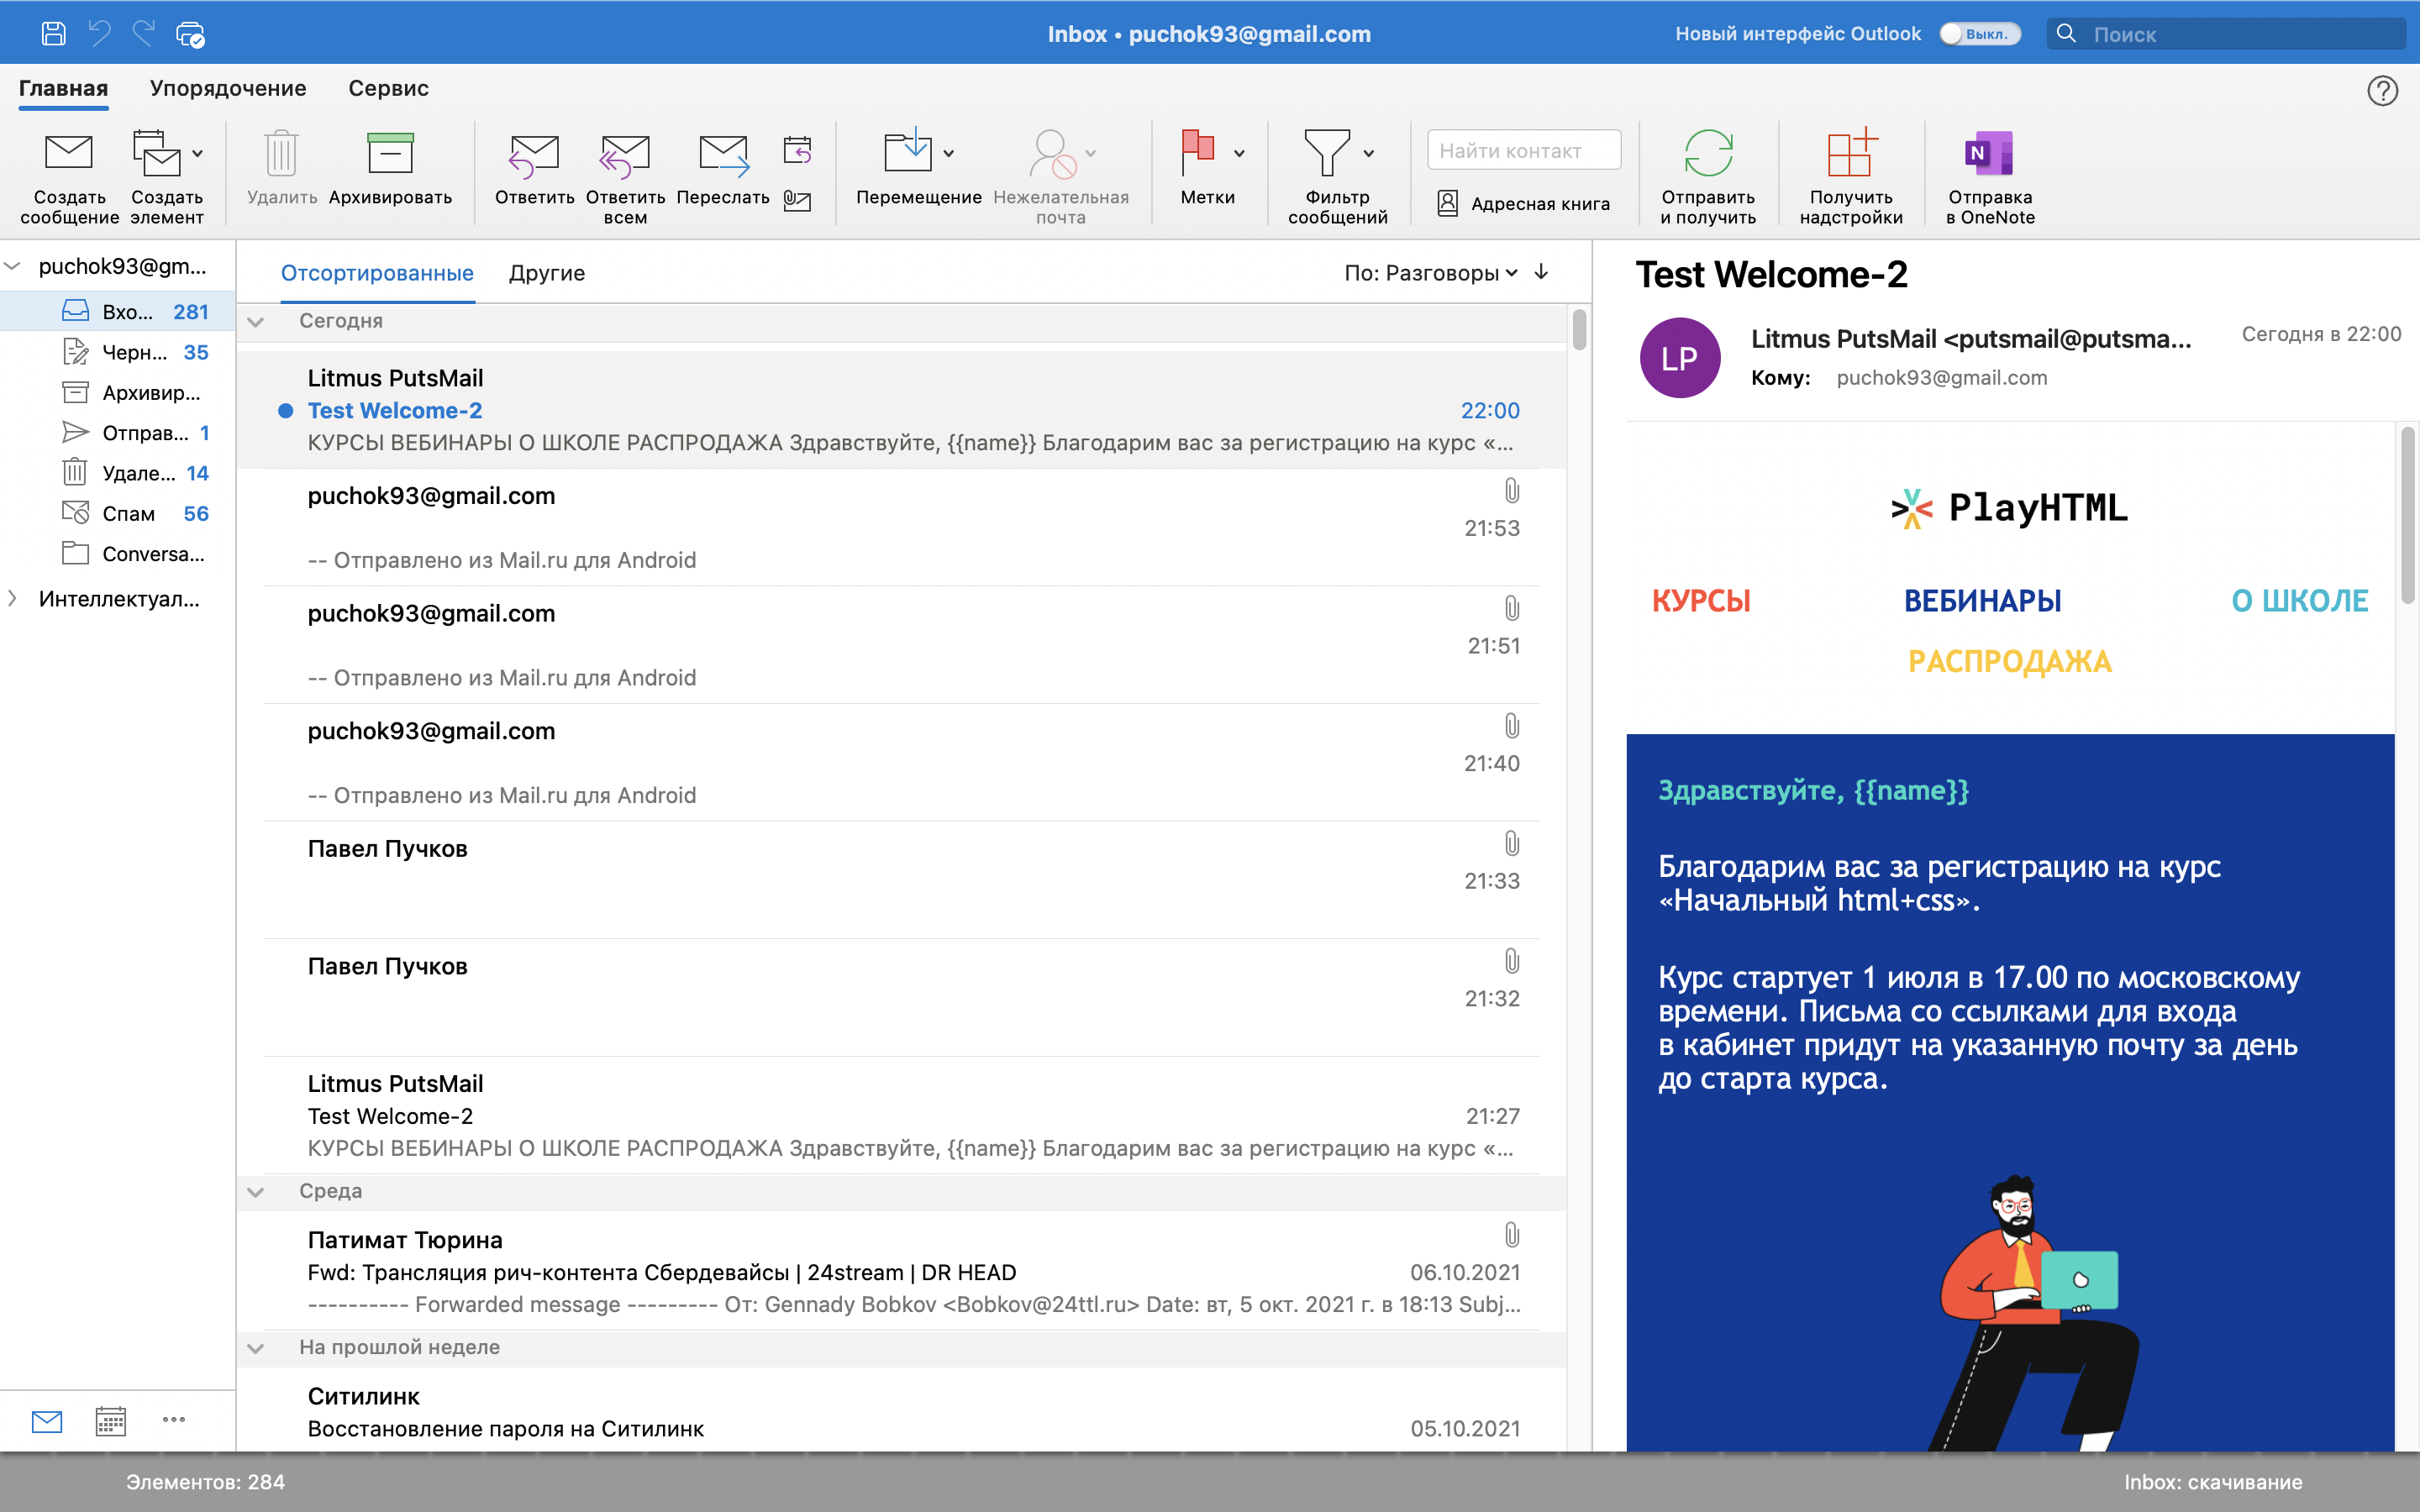 Inbox • puchok93@gmail.com
Новый интерфейс Outlook
Выкл.
Поиск
Главная
Упорядочение
Сервис
Создать сообщение
Создать элемент
Удалить
Архивировать
Ответить
Ответить всем
Переслать
Перемещение
Нежелательная почта
Метки
Фильтр сообщений
Найти контакт
Адресная книга
Отправить и получить
Получить надстройки
N
Отправка в OneNote
puchok93@gm...
Вхо... 281
Черн... 35
Архивир...
Отправ... 1
Удале... 14
Спам 56
Conversa...
Интеллектуал...
Отсортированные
Другие
По: Разговоры
Сегодня
Litmus PutsMail
Test Welcome-2 22:00
КУРСЫ ВЕБИНАРЫ О ШКОЛЕ РАСПРОДАЖА Здравствуйте, {{name}} Благодарим вас за регистрацию на курс «...
puchok93@gmail.com
21:53
-- Отправлено из Mail.ru для Android
puchok93@gmail.com
21:51
-- Отправлено из Mail.ru для Android
puchok93@gmail.com
21:40
-- Отправлено из Mail.ru для Android
Павел Пучков
21:33
Павел Пучков
21:32
Litmus PutsMail
Test Welcome-2 21:27
КУРСЫ ВЕБИНАРЫ О ШКОЛЕ РАСПРОДАЖА Здравствуйте, {{name}} Благодарим вас за регистрацию на курс «...
Среда
Патимат Тюрина
Fwd: Трансляция рич-контента Сбердевайсы | 24stream | DR HEAD 06.10.2021
---------- Forwarded message --------- От: Gennady Bobkov <Bobkov@24ttl.ru> Date: вт, 5 окт. 2021 г. в 18:13 Subj...
На прошлой неделе
Ситилинк
Восстановление пароля на Ситилинк 05.10.2021
Test Welcome-2
LP
Litmus PutsMail <putsmail@putsma...
Сегодня в 22:00
Кому: puchok93@gmail.com
PlayHTML
КУРСЫ ВЕБИНАРЫ О ШКОЛЕ
РАСПРОДАЖА
Здравствуйте, {{name}}
Благодарим вас за регистрацию на курс
«Начальный html+css».
Курс стартует 1 июля в 17.00 по московскому
времени. Письма со ссылками для входа
в кабинет придут на указанную почту за день
до старта курса.
Элементов: 284
Inbox: скачивание